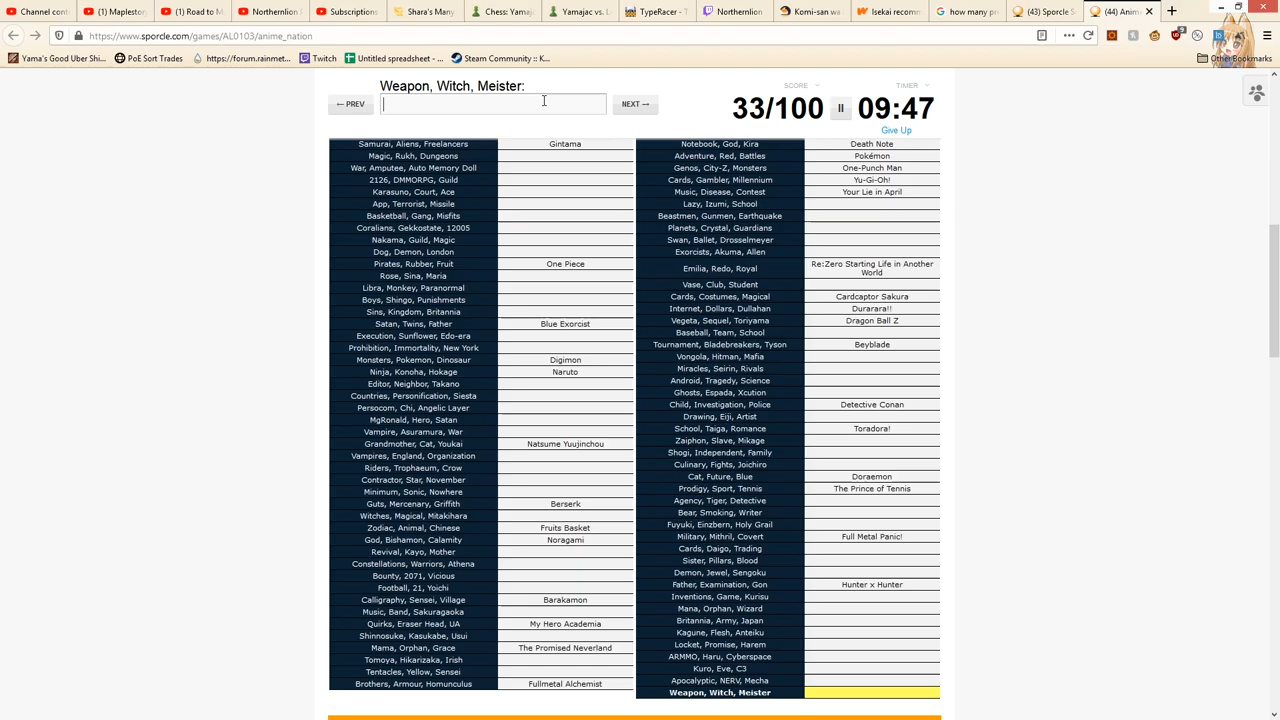 Channel conte
Mapleston
(1) Road to M
Northernlion
Subscriptions
Shara's Many
Chess: Yamaja
Yamajac vs. L
TypeRacer - T
Northernlion
Komi-san wa
Isekai recomm
how many pr
(43) Sporcle S
(44) Anime
https://www.sporcle.com/games/AL0103/anime_nation
Yama's Good Uber Shi...
PoE Sort Trades
https://forum.rainmet...
Twitch
Untitled spreadsheet - ...
Steam Community :: K...
Other Bookmarks
Weapon, Witch, Meister:
← PREV
NEXT →
SCORE
33/100
TIMER
09:47
Give Up
Samurai, Aliens, Freelancers Gintama
Magic, Rukh, Dungeons
War, Amputee, Auto Memory Doll
2126, DMMORPG, Guild
Karasuno, Court, Ace
App, Terrorist, Missile
Basketball, Gang, Misfits
Coralians, Gekkostate, 12005
Nakama, Guild, Magic
Dog, Demon, London
Pirates, Rubber, Fruit One Piece
Rose, Sina, Maria
Libra, Monkey, Paranormal
Boys, Shingo, Punishments
Sins, Kingdom, Britannia
Satan, Twins, Father Blue Exorcist
Execution, Sunflower, Edo-era
Prohibition, Immortality, New York
Monsters, Pokemon, Dinosaur Digimon
Ninja, Konoha, Hokage Naruto
Editor, Neighbor, Takano
Countries, Personification, Siesta
Persocom, Chi, Angelic Layer
MgRonald, Hero, Satan
Vampire, Asuramura, War
Grandmother, Cat, Youkai Natsume Yuujinchou
Vampires, England, Organization
Riders, Trophaeum, Crow
Contractor, Star, November
Minimum, Sonic, Nowhere
Guts, Mercenary, Griffith Berserk
Witches, Magical, Mitakihara
Zodiac, Animal, Chinese Fruits Basket
God, Bishamon, Calamity Noragami
Revival, Kayo, Mother
Constellations, Warriors, Athena
Bounty, 2071, Vicious
Football, 21, Yoichi
Calligraphy, Sensei, Village Barakamon
Music, Band, Sakuragaoka
Quirks, Eraser Head, UA My Hero Academia
Shinnosuke, Kasukabe, Usui
Mama, Orphan, Grace The Promised Neverland
Tomoya, Hikarizaka, Irish
Tentacles, Yellow, Sensei
Brothers, Armour, Homunculus Fullmetal Alchemist
Notebook, God, Kira Death Note
Adventure, Red, Battles Pokémon
Genos, City-Z, Monsters One-Punch Man
Cards, Gambler, Millennium Yu-Gi-Oh!
Music, Disease, Contest Your Lie in April
Lazy, Izumi, School
Beastmen, Gunmen, Earthquake
Planets, Crystal, Guardians
Swan, Ballet, Drosselmeyer
Exorcists, Akuma, Allen
Emilia, Redo, Royal Re:Zero Starting Life in Another
World
Vase, Club, Student
Cards, Costumes, Magical Cardcaptor Sakura
Internet, Dollars, Dullahan Durarara!!
Vegeta, Sequel, Toriyama Dragon Ball Z
Baseball, Team, School
Tournament, Bladebreakers, Tyson Beyblade
Vongola, Hitman, Mafia
Miracles, Seirin, Rivals
Android, Tragedy, Science
Ghosts, Espada, Xcution
Child, Investigation, Police Detective Conan
Drawing, Eiji, Artist
School, Taiga, Romance Toradora!
Zaiphon, Slave, Mikage
Shogi, Independent, Family
Culinary, Fights, Joichiro
Cat, Future, Blue Doraemon
Prodigy, Sport, Tennis The Prince of Tennis
Agency, Tiger, Detective
Bear, Smoking, Writer
Fuyuki, Einzbern, Holy Grail
Military, Mithril, Covert Full Metal Panic!
Cards, Daigo, Trading
Sister, Pillars, Blood
Demon, Jewel, Sengoku
Father, Examination, Gon Hunter x Hunter
Inventions, Game, Kurisu
Mana, Orphan, Wizard
Britannia, Army, Japan
Kagune, Flesh, Anteiku
Locket, Promise, Harem
ARMMO, Haru, Cyberspace
Kuro, Eve, C3
Apocalyptic, NERV, Mecha
Weapon, Witch, Meister